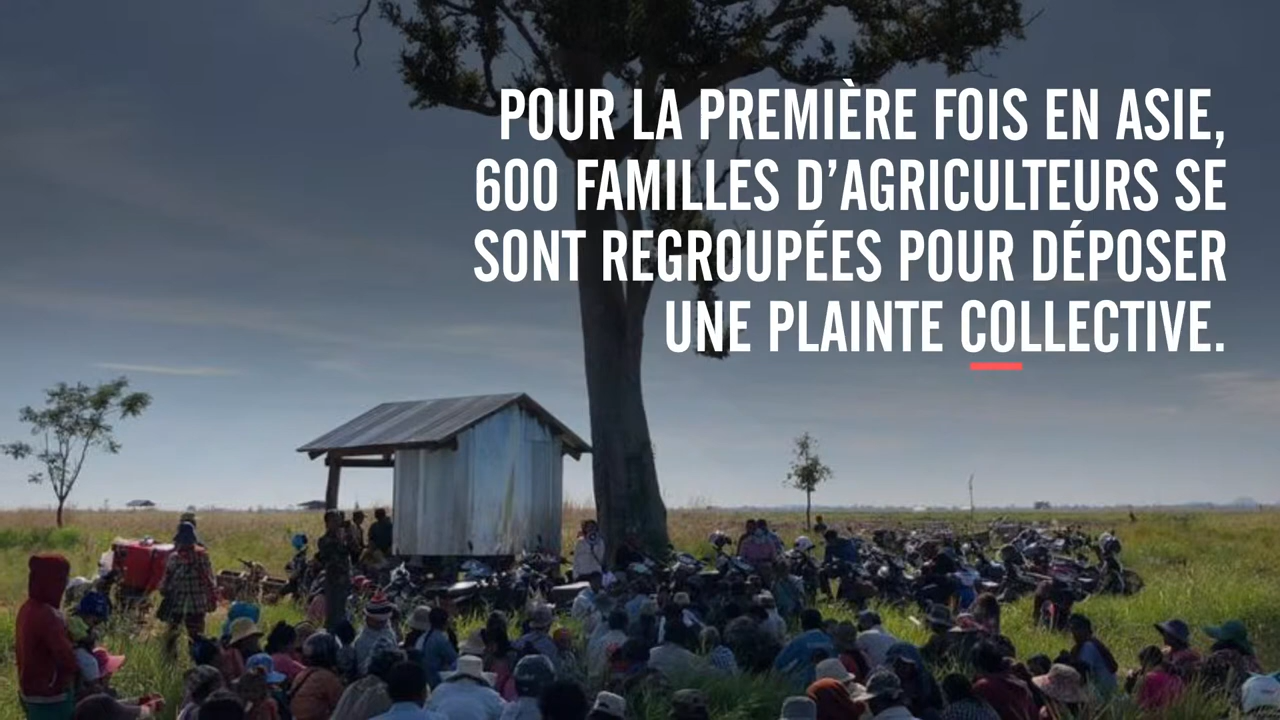 POUR LA PREMIÈRE FOIS EN ASIE,
600 FAMILLES D’AGRICULTEURS SE
SONT REGROUPÉES POUR DÉPOSER
UNE PLAINTE COLLECTIVE.